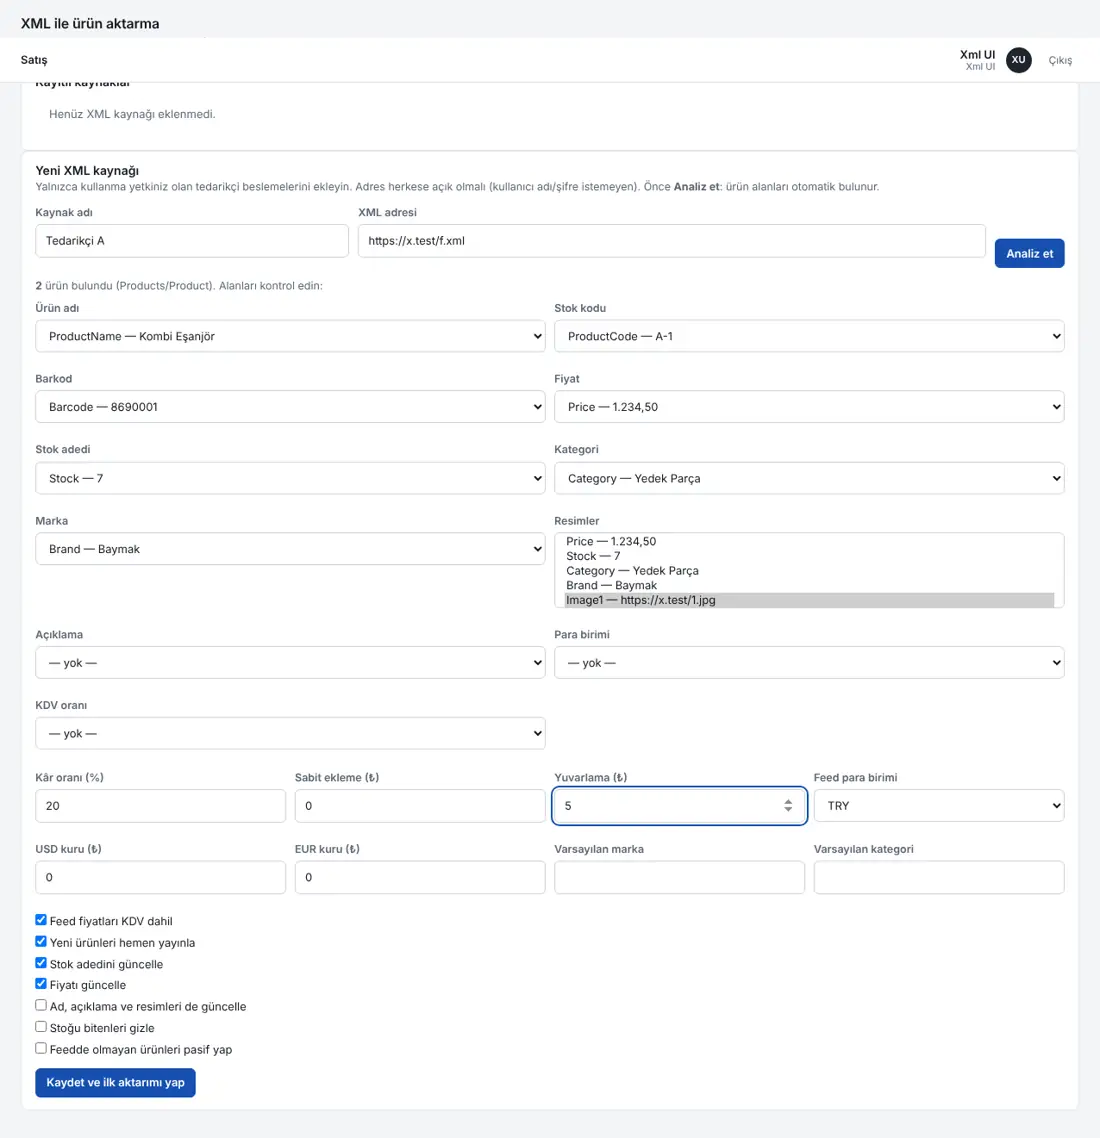 XML ile ürün aktarma
Satış
Xml UI
Xml UI
XU
Çıkış
Kayıtlı kaynaklar
Henüz XML kaynağı eklenmedi.
Yeni XML kaynağı
Yalnızca kullanma yetkiniz olan tedarikçi beslemelerini ekleyin. Adres herkese açık olmalı (kullanıcı adı/şifre istemeyen). Önce Analiz et: ürün alanları otomatik bulunur.
Kaynak adı
XML adresi
Tedarikçi A
https://x.test/f.xml
Analiz et
2 ürün bulundu (Products/Product). Alanları kontrol edin:
Ürün adı
Stok kodu
ProductName — Kombi Eşanjör
ProductCode — A-1
Barkod
Fiyat
Barcode — 8690001
Price — 1.234,50
Stok adedi
Kategori
Stock — 7
Category — Yedek Parça
Marka
Resimler
Brand — Baymak
Price — 1.234,50
Stock — 7
Category — Yedek Parça
Brand — Baymak
Image1 — https://x.test/1.jpg
Açıklama
Para birimi
— yok —
— yok —
KDV oranı
— yok —
Kâr oranı (%)
Sabit ekleme (₺)
Yuvarlama (₺)
Feed para birimi
20
0
5
TRY
USD kuru (₺)
EUR kuru (₺)
Varsayılan marka
Varsayılan kategori
0
0
Feed fiyatları KDV dahil
Yeni ürünleri hemen yayınla
Stok adedini güncelle
Fiyatı güncelle
Ad, açıklama ve resimleri de güncelle
Stoğu bitenleri gizle
Feedde olmayan ürünleri pasif yap
Kaydet ve ilk aktarımı yap